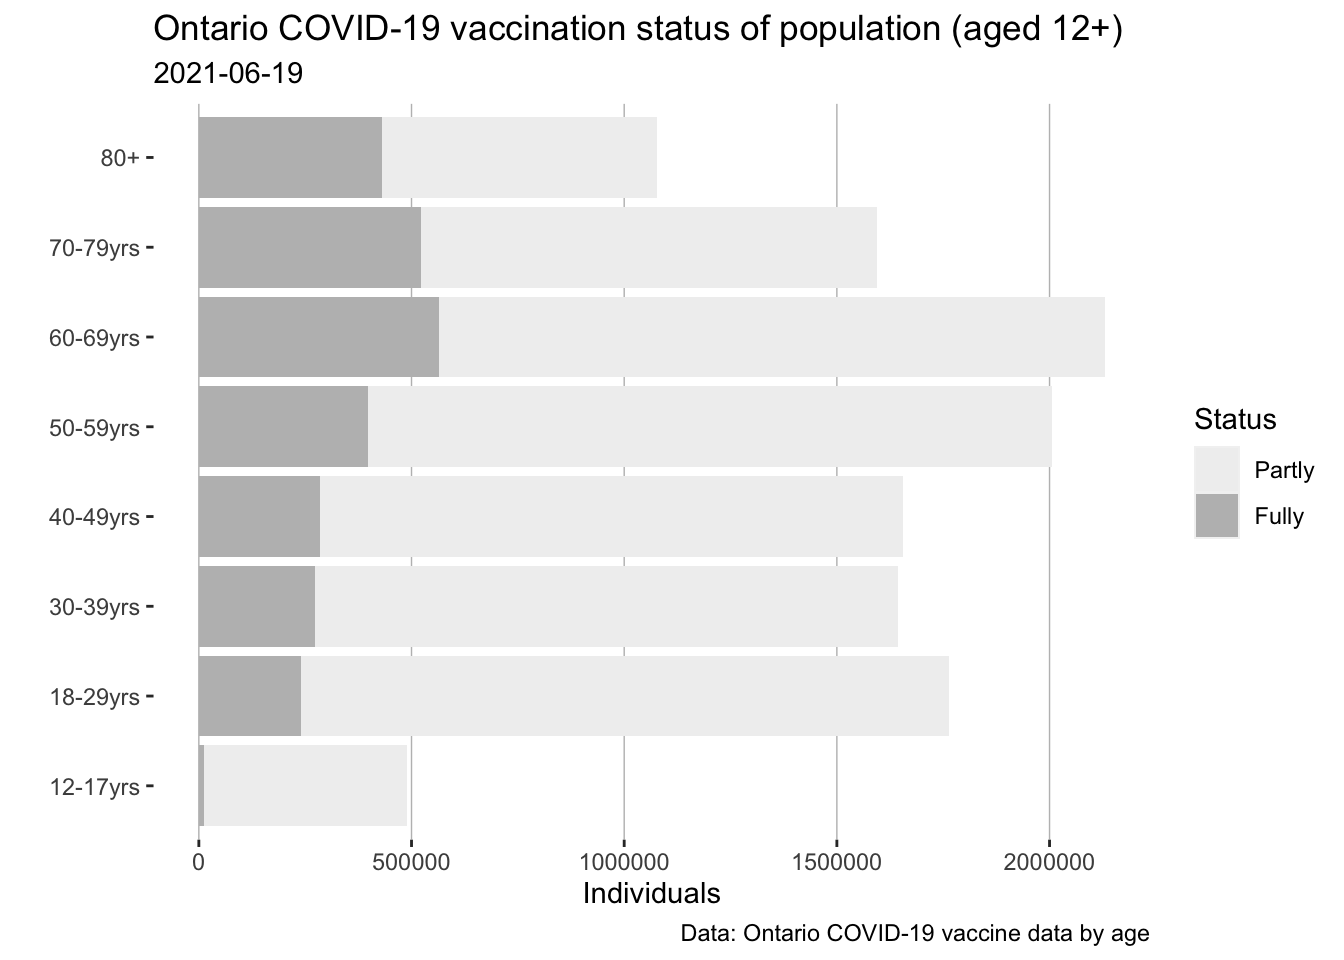 Ontario COVID-19 vaccination status of population (aged 12+)
2021-06-19
80+
70-79yrs
60-69yrs
50-59yrs
40-49yrs
30-39yrs
18-29yrs
12-17yrs
0 500000 1000000 1500000 2000000
Individuals
Status
Partly
Fully
Data: Ontario COVID-19 vaccine data by age